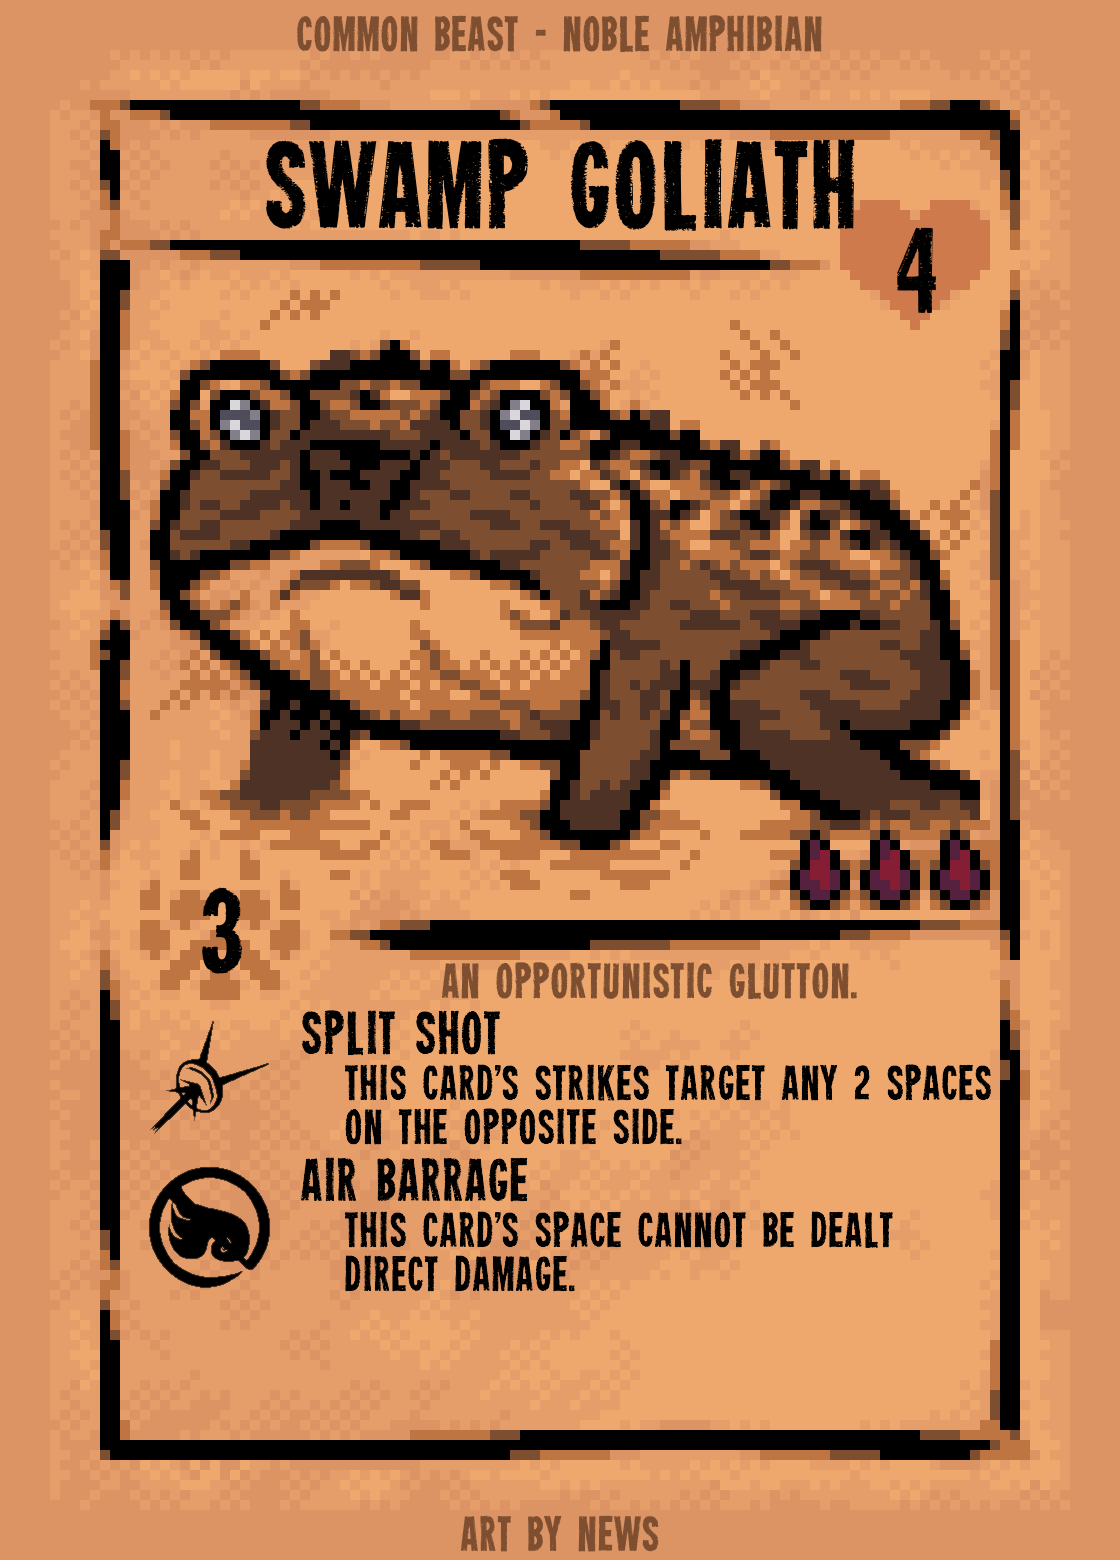 COMMON BEAST - NOBLE AMPHIBIAN
SWAMP GOLIATH
4
3
AN OPPORTUNISTIC GLUTTON.
SPLIT SHOT
THIS CARD'S STRIKES TARGET ANY 2 SPACES
ON THE OPPOSITE SIDE.
AIR BARRAGE
THIS CARD'S SPACE CANNOT BE DEALT
DIRECT DAMAGE.
ART BY NEWS